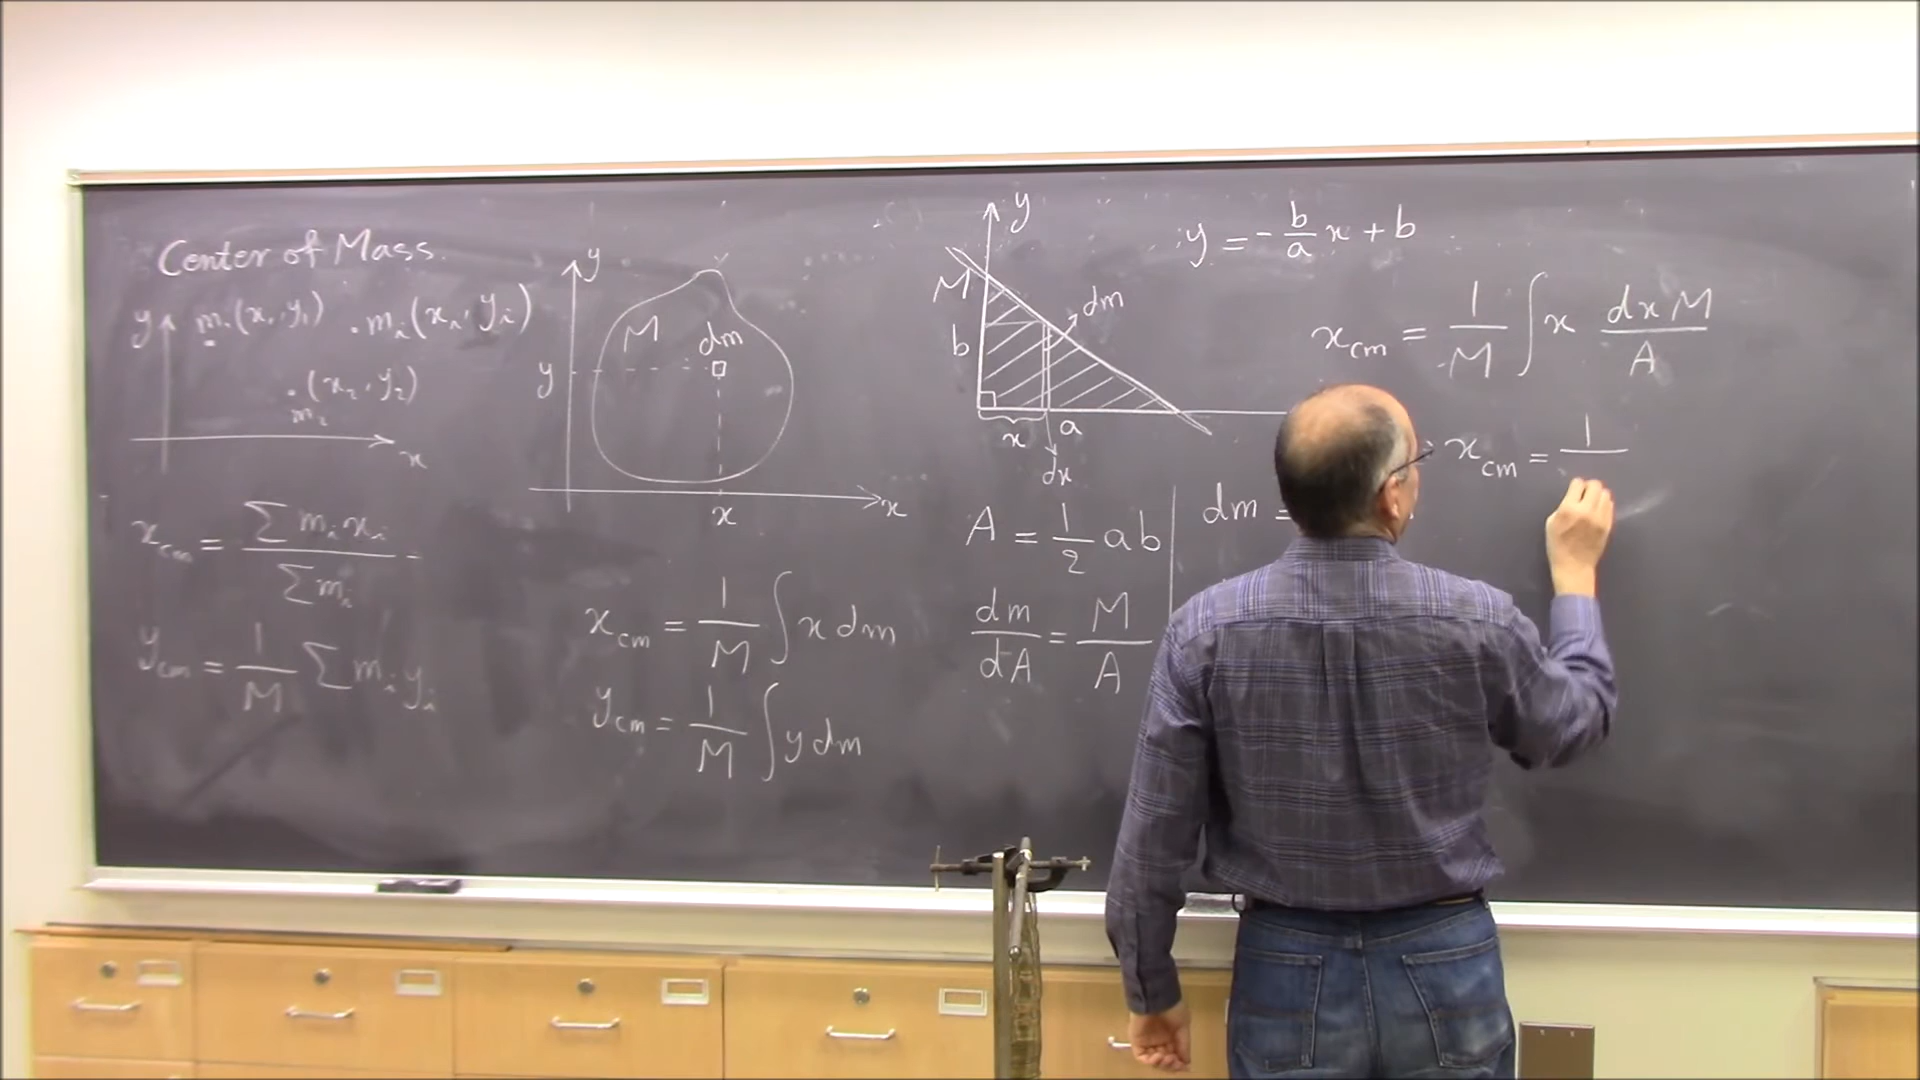 Center of Mass.
y
m₁(x₁, y₁)
mᵢ(xᵢ, yᵢ)
(x₂, y₂)
m₂
x
x_cm = ∑mᵢxᵢ / ∑mᵢ
y_cm = 1/M ∑ mᵢyᵢ
y
M
dm
y
x
x
x_cm = 1/M ∫ x dm
y_cm = 1/M ∫ y dm
y
M
dm
b
x
a
dx
A = 1/2 ab
dm/dA = M/A
y = -b/a x + b
x_cm = 1/M ∫ x dx M/A
dm =
x_cm = 1